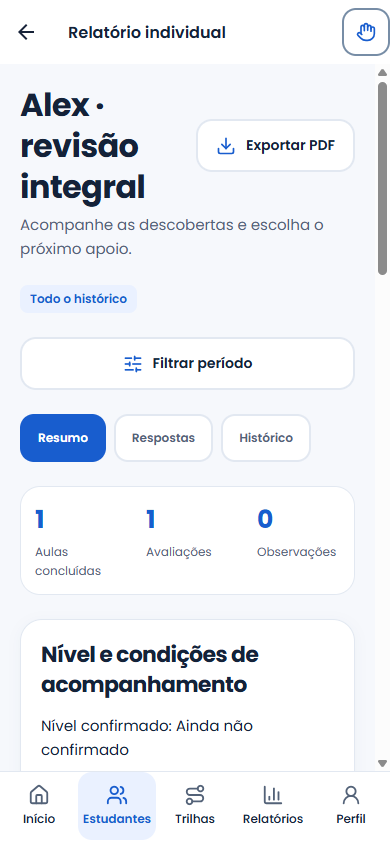 Relatório individual
Alex ·
revisão
integral
Exportar PDF
Acompanhe as descobertas e escolha o
próximo apoio.
Todo o histórico
Filtrar período
Resumo
Respostas
Histórico
1
1
0
Aulas
concluídas
Avaliações
Observações
Nível e condições de
acompanhamento
Nível confirmado: Ainda não
confirmado
Início
Estudantes
Trilhas
Relatórios
Perfil